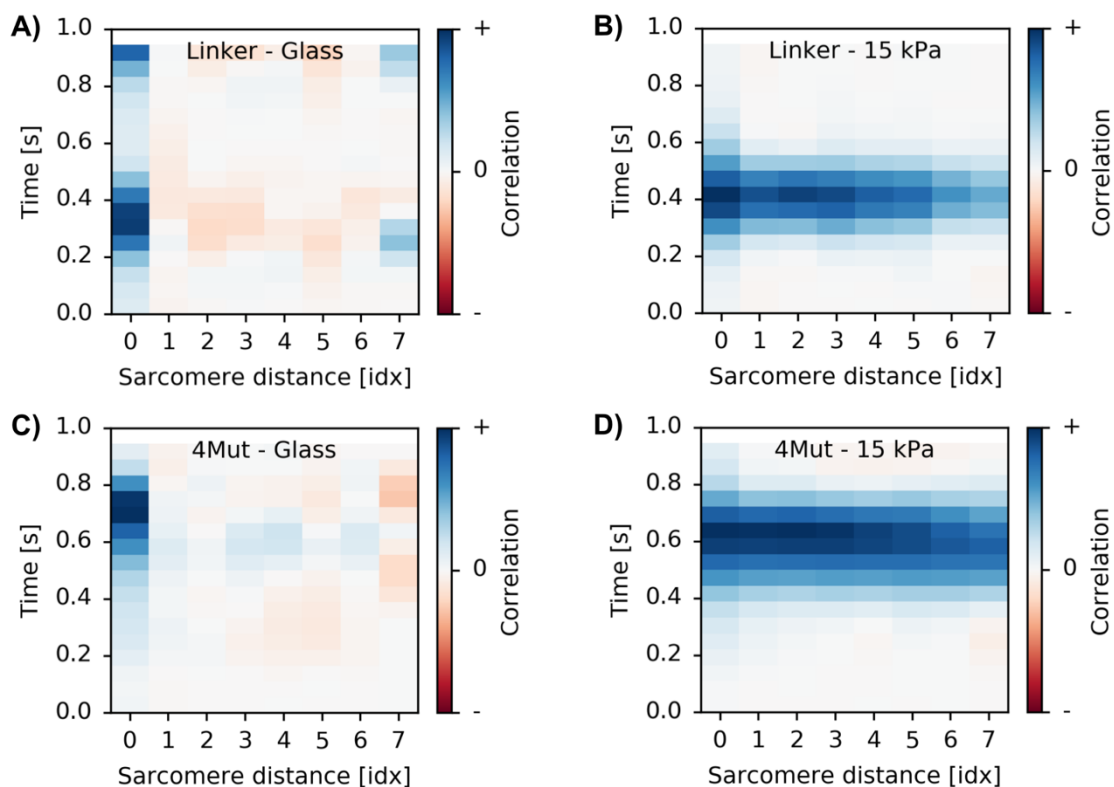 A)
Linker - Glass
1.0
0.8
0.6
0.4
0.2
0.0
Time [s]
0 1 2 3 4 5 6 7
Sarcomere distance [idx]
+
0
-
Correlation
B)
Linker - 15 kPa
1.0
0.8
0.6
0.4
0.2
0.0
Time [s]
0 1 2 3 4 5 6 7
Sarcomere distance [idx]
+
0
-
Correlation
C)
4Mut - Glass
1.0
0.8
0.6
0.4
0.2
0.0
Time [s]
0 1 2 3 4 5 6 7
Sarcomere distance [idx]
+
0
-
Correlation
D)
4Mut - 15 kPa
1.0
0.8
0.6
0.4
0.2
0.0
Time [s]
0 1 2 3 4 5 6 7
Sarcomere distance [idx]
+
0
-
Correlation